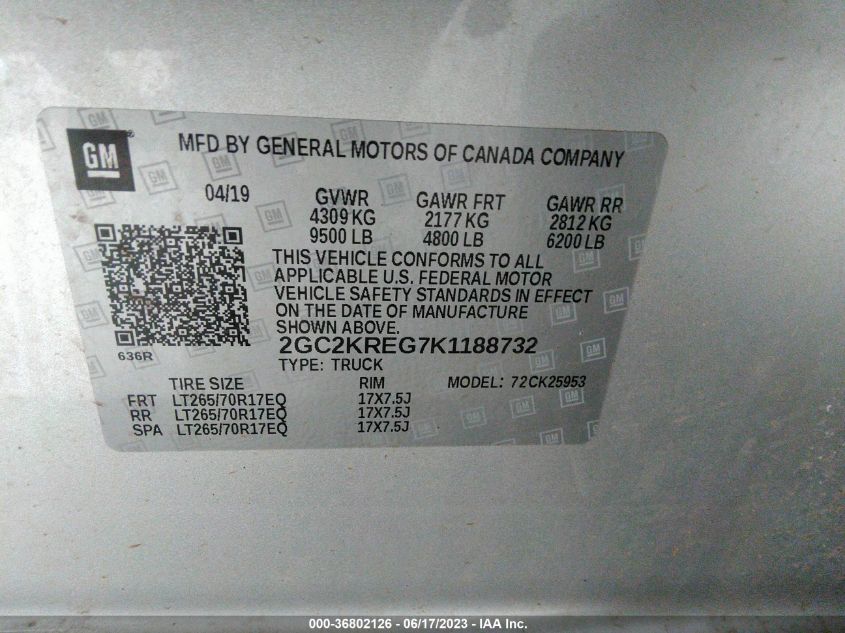 GM
MFD BY GENERAL MOTORS OF CANADA COMPANY
04/19 GVWR GAWR FRT GAWR RR
4309 KG 2177 KG 2812 KG
9500 LB 4800 LB 6200 LB
THIS VEHICLE CONFORMS TO ALL
APPLICABLE U.S. FEDERAL MOTOR
VEHICLE SAFETY STANDARDS IN EFFECT
ON THE DATE OF MANUFACTURE
SHOWN ABOVE.
636R 2GC2KREG7K1188732
TYPE: TRUCK
TIRE SIZE RIM MODEL: 72CK25953
FRT LT265/70R17EQ 17X7.5J
RR LT265/70R17EQ 17X7.5J
SPA LT265/70R17EQ 17X7.5J
000-36802126 - 06/17/2023 - IAA Inc.